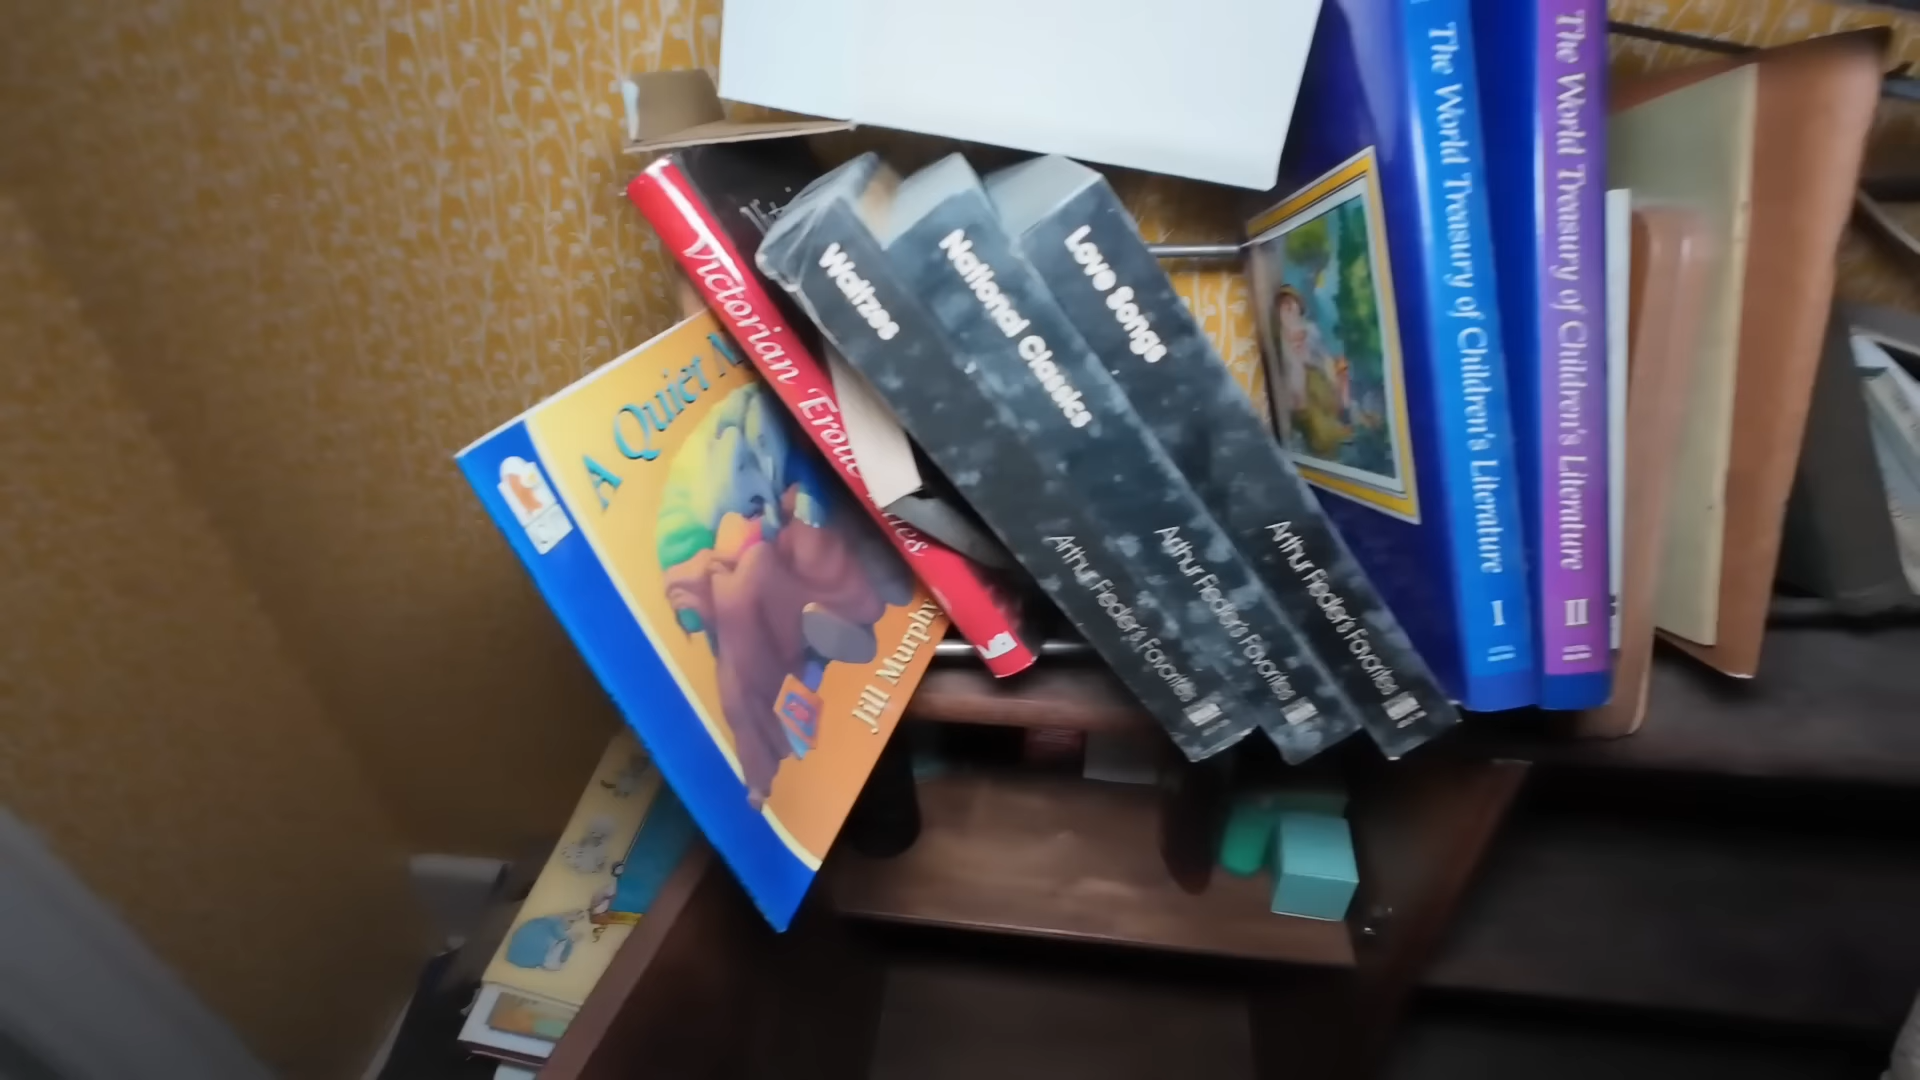 A Quiet
Jill Murphy
Victorian Erotic
Waltzes
Arthur Fiedler's Favorites
National Classics
Arthur Fiedler's Favorites
Love Songs
Arthur Fiedler's Favorites
The World Treasury of Children's Literature I
The World Treasury of Children's Literature II